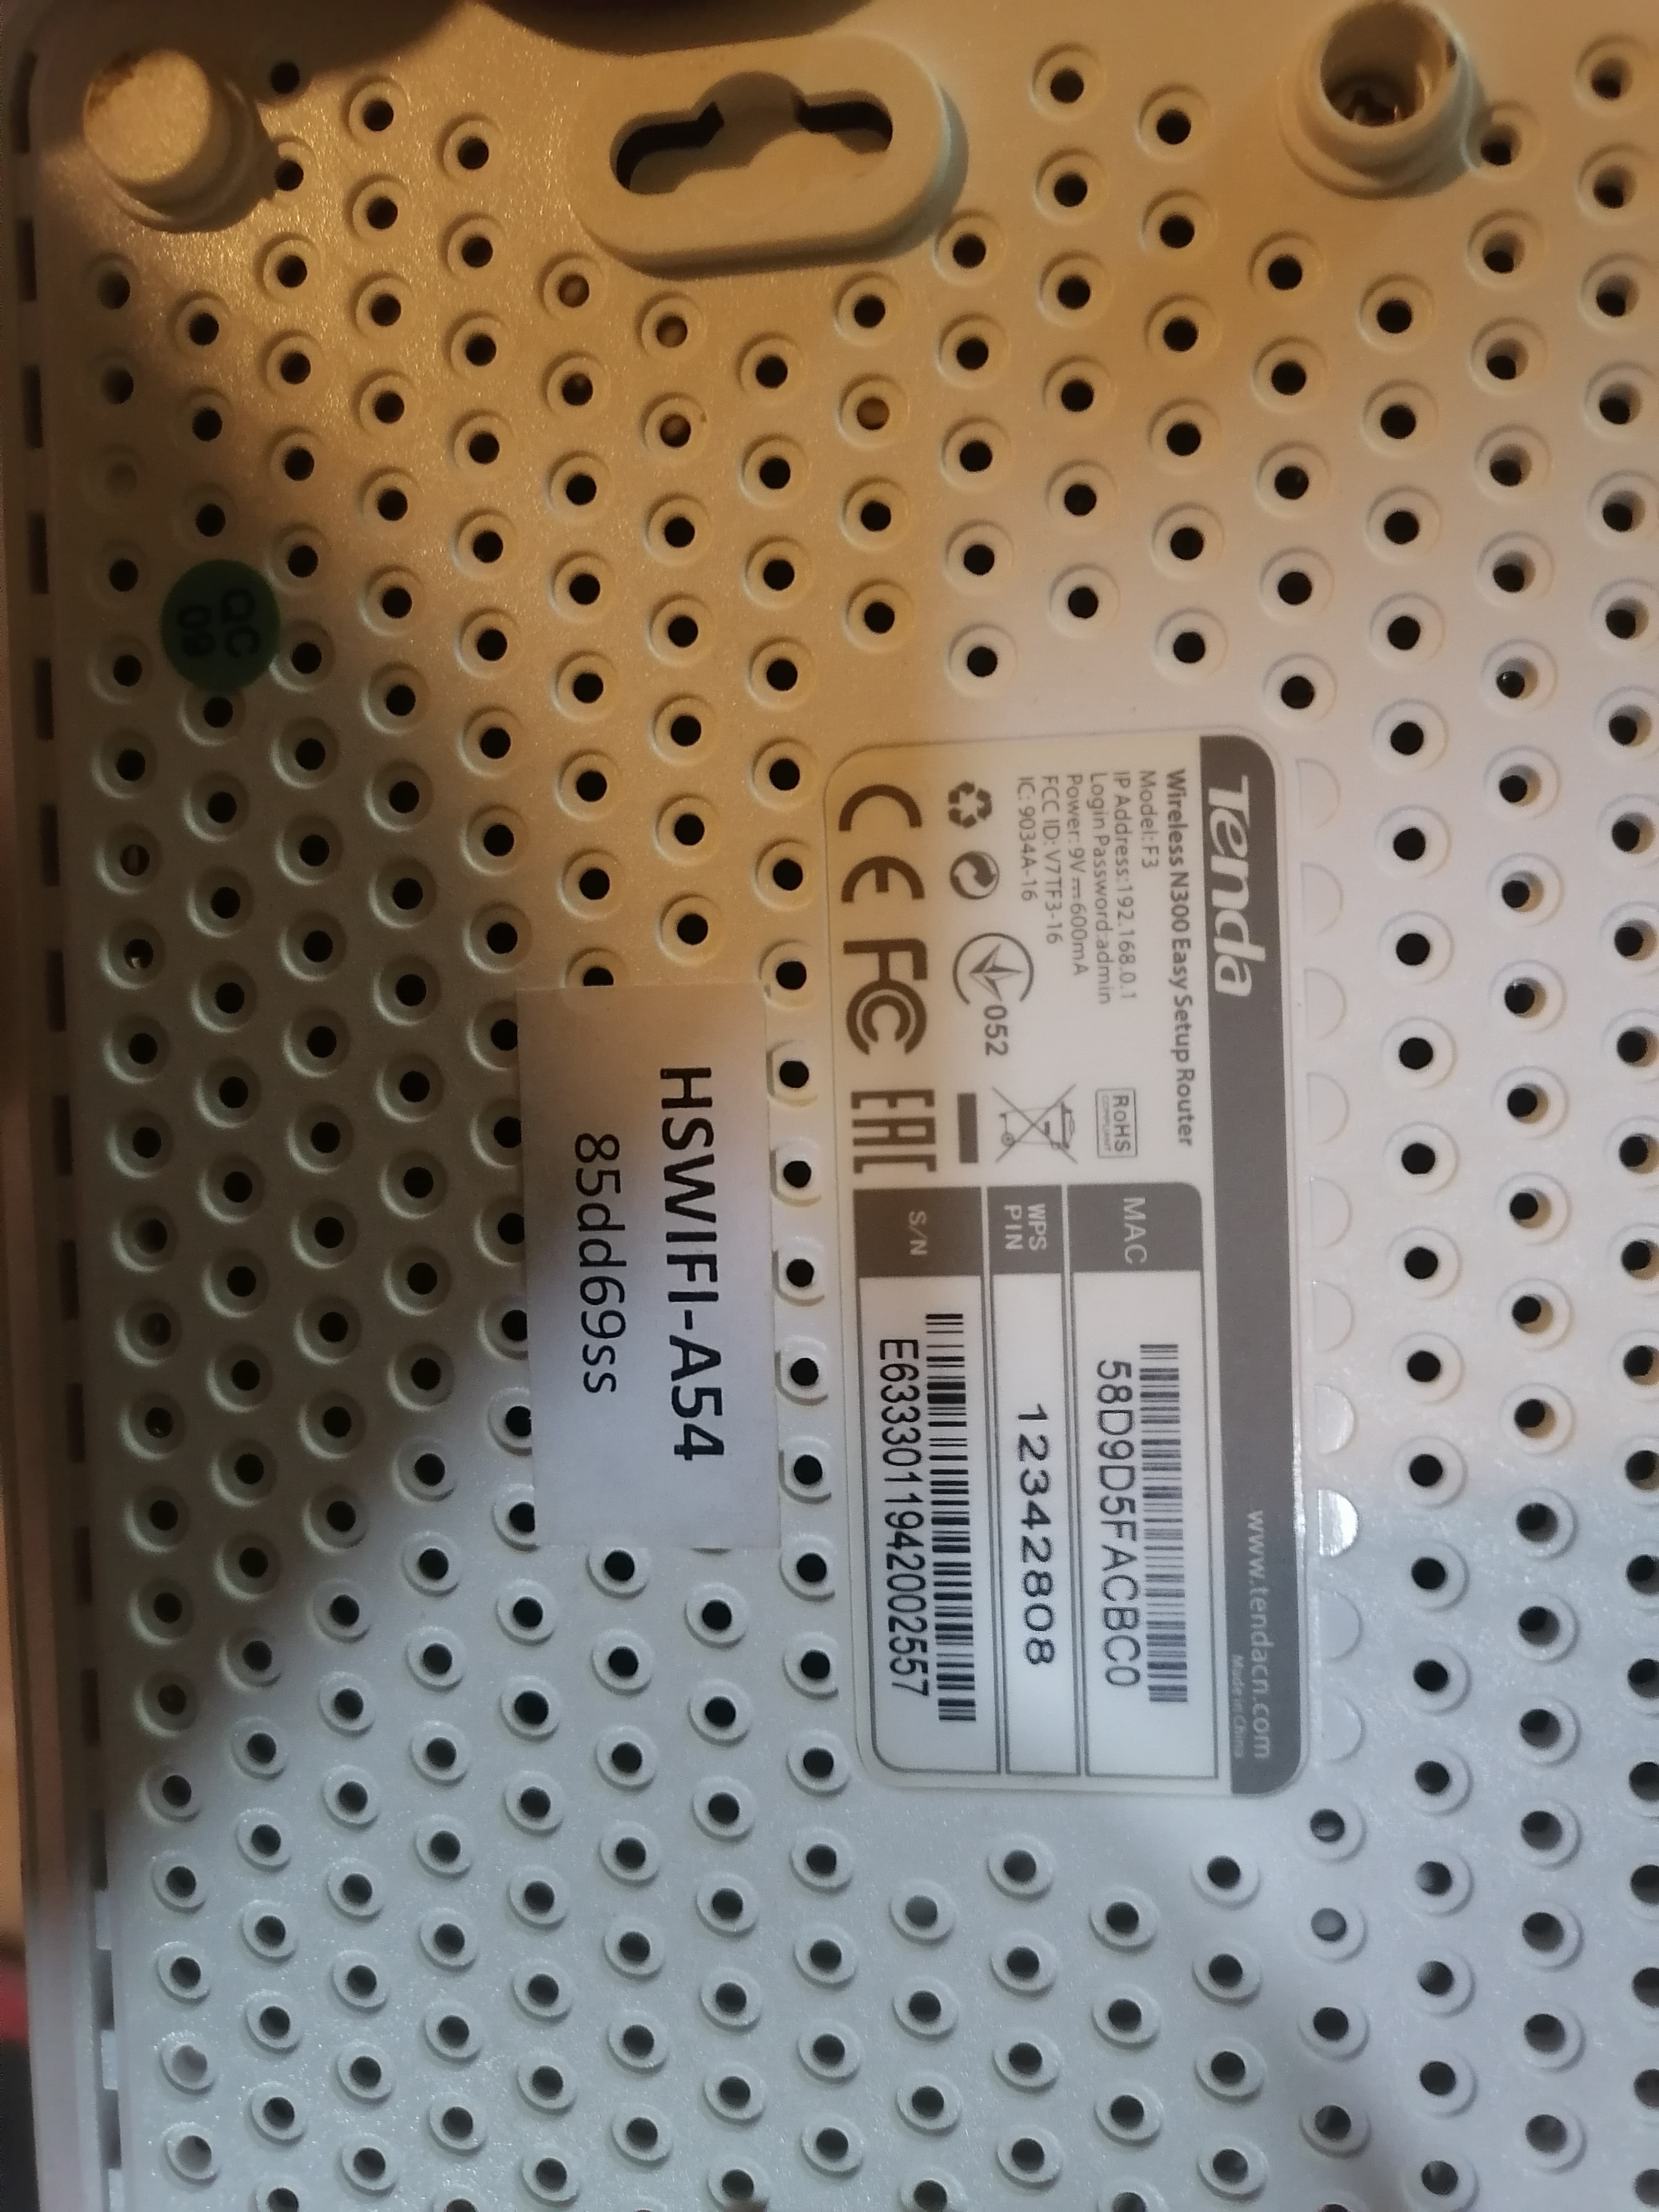 Tenda
www.tendacn.com
Made in China
Wireless N300 Easy Setup Router
Model:F3
IP Address:192.168.0.1
Login Password:admin
Power:9V⎓600mA
FCC ID:V7TF3-16
IC: 9034A-16
RoHS
COMPLIANT
052
CE FC EAC
MAC
58D9D5FACBC0
WPS
PIN
12342808
S/N
E6333011942002557
HSWIFI-A54
85dd69ss
QC
09